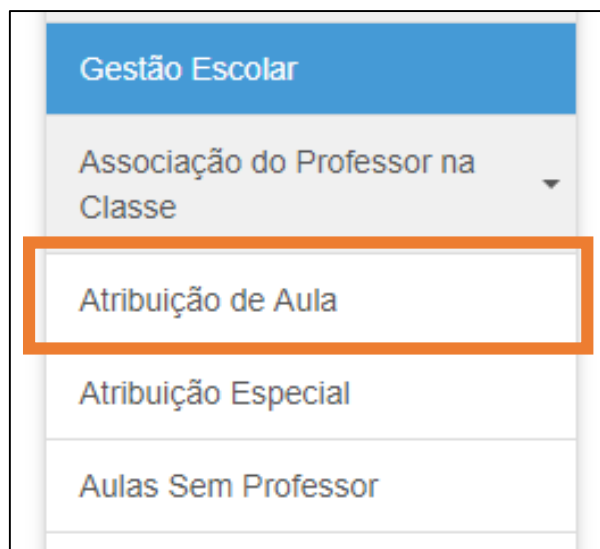 Gestão Escolar
Associação do Professor na
Classe
Atribuição de Aula
Atribuição Especial
Aulas Sem Professor